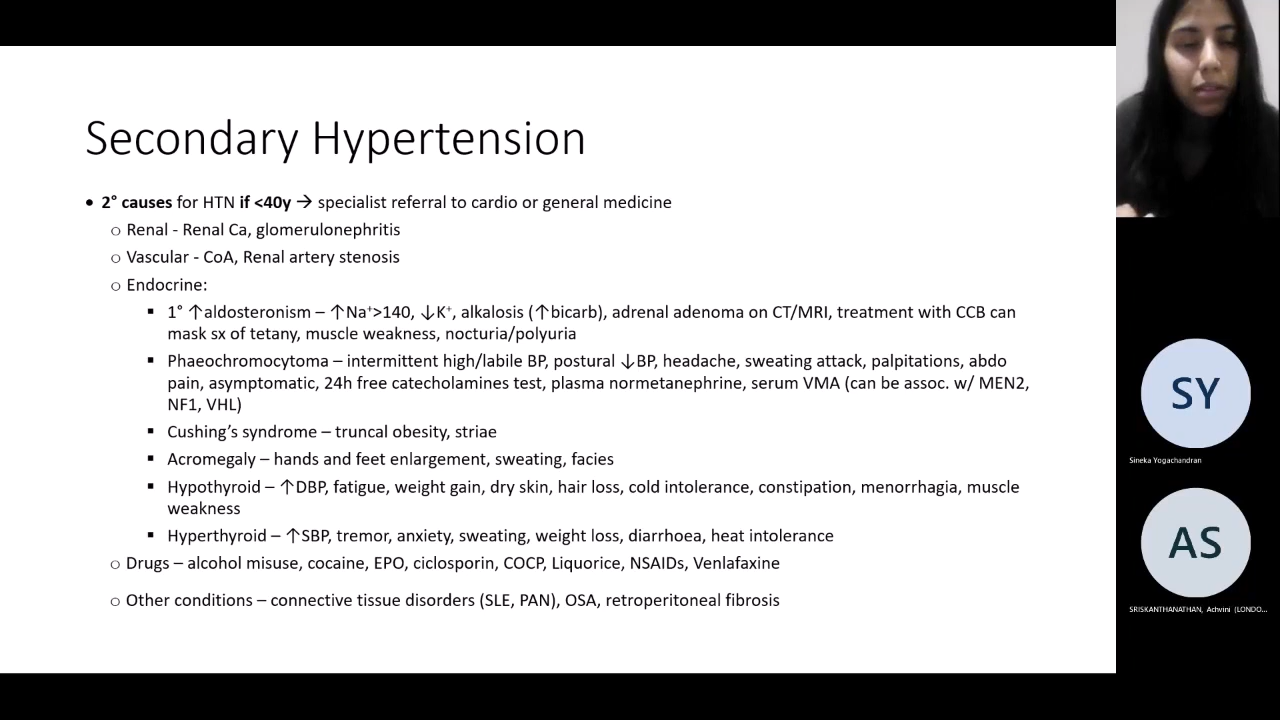 Secondary Hypertension
• 2° causes for HTN if <40y → specialist referral to cardio or general medicine
○ Renal - Renal Ca, glomerulonephritis
○ Vascular - CoA, Renal artery stenosis
○ Endocrine:
▪ 1° ↑aldosteronism – ↑Na⁺>140, ↓K⁺, alkalosis (↑bicarb), adrenal adenoma on CT/MRI, treatment with CCB can
mask sx of tetany, muscle weakness, nocturia/polyuria
▪ Phaeochromocytoma – intermittent high/labile BP, postural ↓BP, headache, sweating attack, palpitations, abdo
pain, asymptomatic, 24h free catecholamines test, plasma normetanephrine, serum VMA (can be assoc. w/ MEN2,
NF1, VHL)
▪ Cushing’s syndrome – truncal obesity, striae
▪ Acromegaly – hands and feet enlargement, sweating, facies
▪ Hypothyroid – ↑DBP, fatigue, weight gain, dry skin, hair loss, cold intolerance, constipation, menorrhagia, muscle
weakness
▪ Hyperthyroid – ↑SBP, tremor, anxiety, sweating, weight loss, diarrhoea, heat intolerance
○ Drugs – alcohol misuse, cocaine, EPO, ciclosporin, COCP, Liquorice, NSAIDs, Venlafaxine
○ Other conditions – connective tissue disorders (SLE, PAN), OSA, retroperitoneal fibrosis
SY
Sineka Yogachandran
AS
SRISKANTHANATHAN, Achvini (LONDO...